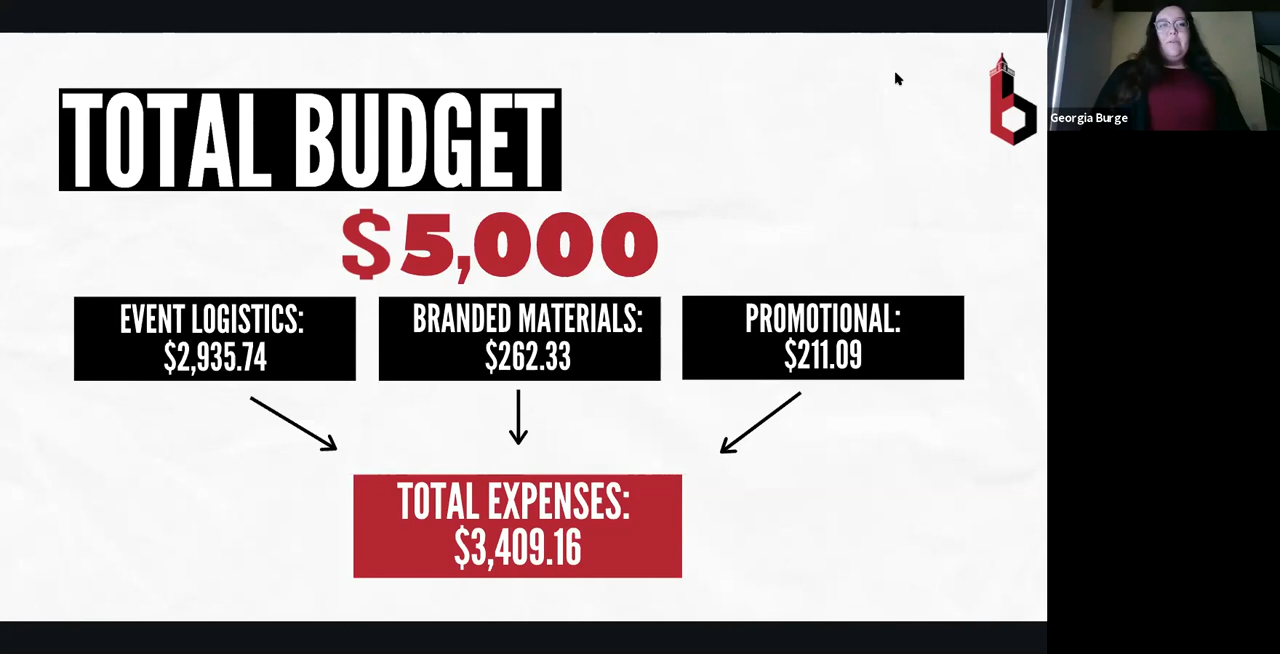 TOTAL BUDGET
$5,000
EVENT LOGISTICS:
$2,935.74
BRANDED MATERIALS:
$262.33
PROMOTIONAL:
$211.09
TOTAL EXPENSES:
$3,409.16
Georgia Burge